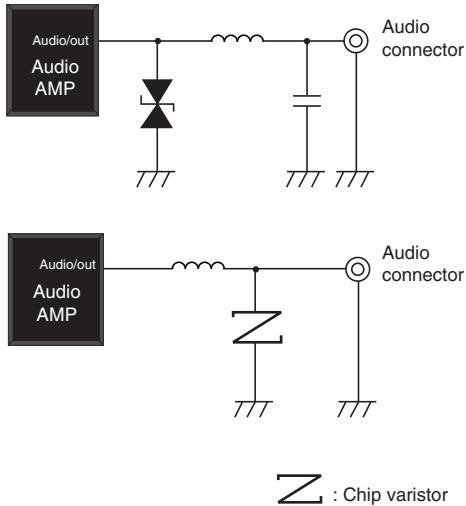 Audio/out
Audio
AMP
Audio
connector
Audio/out
Audio
AMP
Audio
connector
: Chip varistor